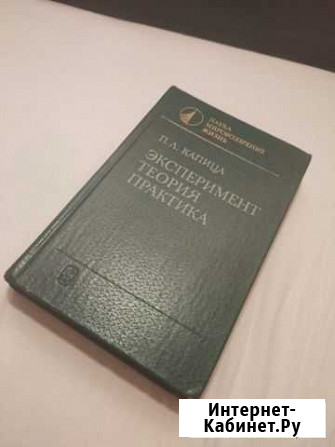 НАУКА
МИРОВОЗЗРЕНИЕ
ЖИЗНЬ
П.Л. КАПИЦА
ЭКСПЕРИМЕНТ
ТЕОРИЯ
ПРАКТИКА
Интернет-
Кабинет.Ру